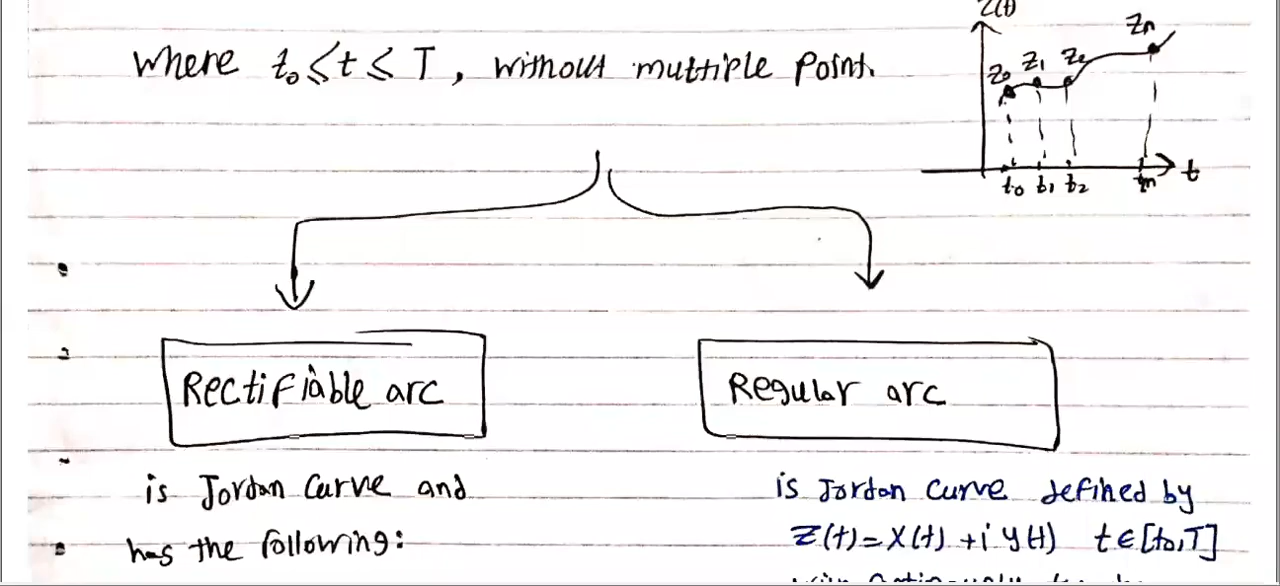 Z(t)
where t₀ ≤ t ≤ T, without multiple point.
Z₀ Z₁ Z₂ Zn
t₀ t₁ t₂ tn t
Rectifiable arc
Regular arc
is Jordan Curve and
has the following:
is Jordan Curve defined by
Z(t)=X(t)+i y(t) t∈[t₀,T]